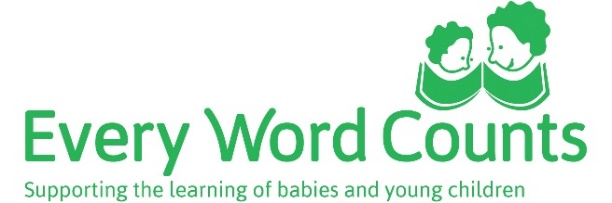 Every Word Counts
Supporting the learning of babies and young children